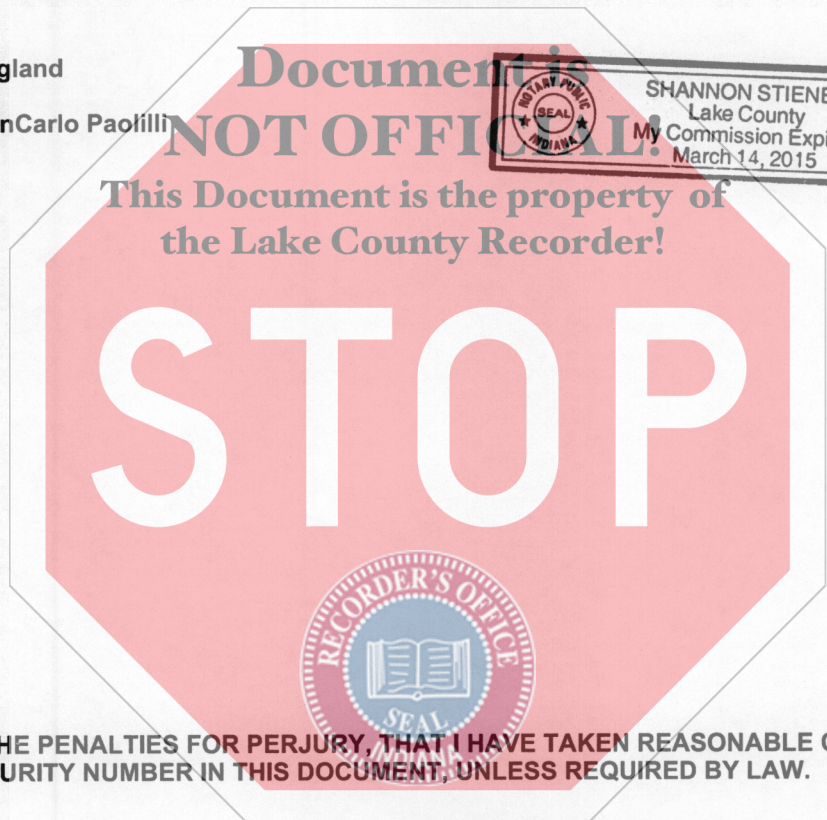 gland
nCarlo Paolilli
Document is
NOT OFFICIAL!
This Document is the property of
the Lake County Recorder!
NOTARY PUBLIC
SEAL
INDIANA
SHANNON STIENE
Lake County
My Commission Expi
March 14, 2015
STOP
RECORDER'S OFFICE
SEAL
INDIANA
HE PENALTIES FOR PERJURY, THAT I HAVE TAKEN REASONABLE C
URITY NUMBER IN THIS DOCUMENT, UNLESS REQUIRED BY LAW.